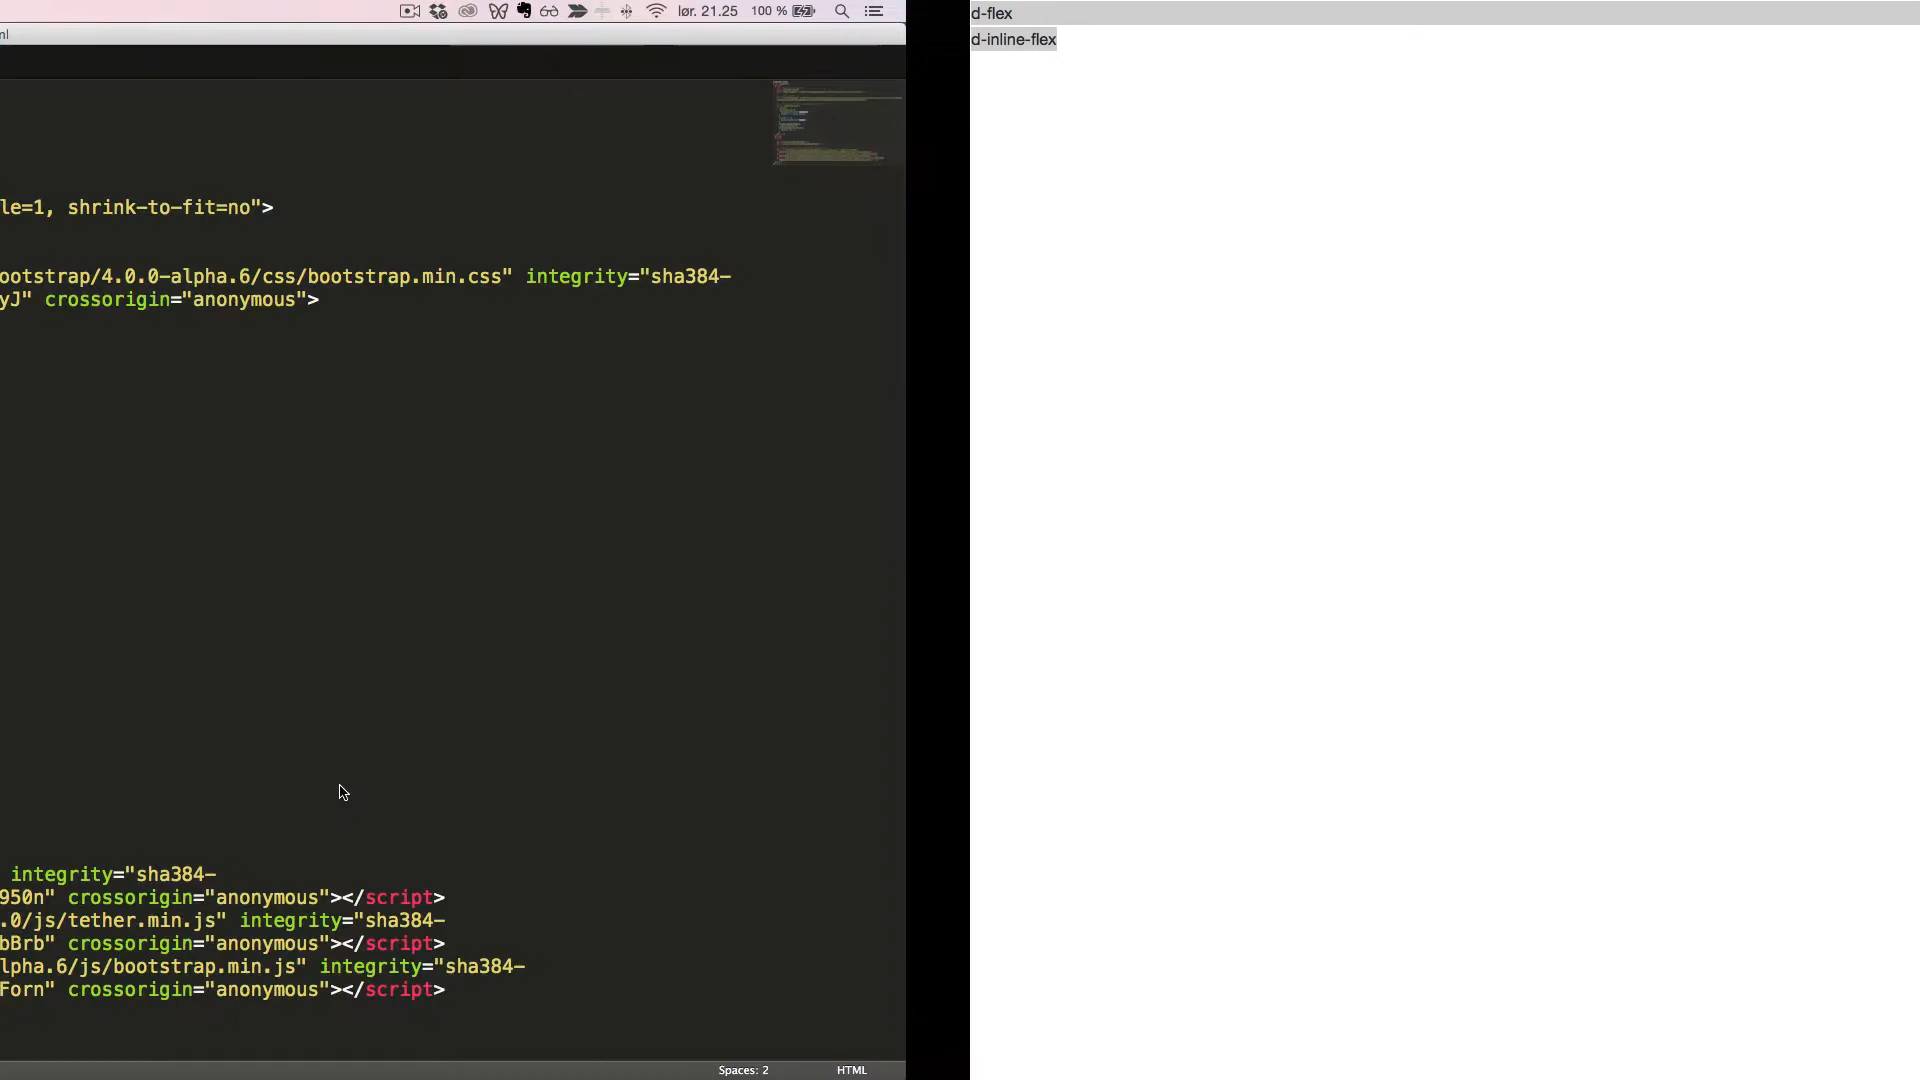 lør. 21.25 100 %
ml
le=1, shrink-to-fit=no">
ootstrap/4.0.0-alpha.6/css/bootstrap.min.css" integrity="sha384-
yJ" crossorigin="anonymous">
integrity="sha384-
950n" crossorigin="anonymous"></script>
.0/js/tether.min.js" integrity="sha384-
bBrb" crossorigin="anonymous"></script>
lpha.6/js/bootstrap.min.js" integrity="sha384-
Forn" crossorigin="anonymous"></script>
Spaces: 2 HTML
d-flex
d-inline-flex